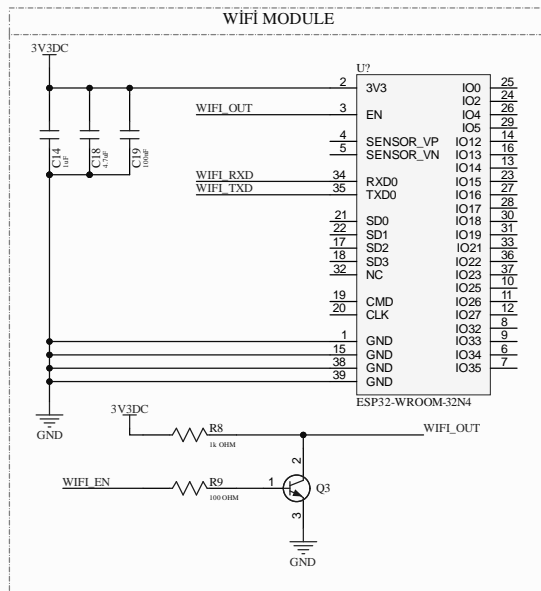 WİFİ MODULE
3V3DC
U?
2 3V3 IO0 25
IO2 24
WIFI_OUT 3 EN IO4 26
IO5 29
4 SENSOR_VP IO12 14
5 SENSOR_VN IO13 16
IO14 13
WIFI_RXD 34 RXD0 IO15 23
WIFI_TXD 35 TXD0 IO16 27
IO17 28
21 SD0 IO18 30
22 SD1 IO19 31
17 SD2 IO21 33
18 SD3 IO22 36
32 NC IO23 37
IO25 10
19 CMD IO26 11
20 CLK IO27 12
IO32 8
1 GND IO33 9
15 GND IO34 6
38 GND IO35 7
39 GND
C14 1uF
C18 4.7uF
C19 100nF
ESP32-WROOM-32N4
GND
3V3DC
R8
1k OHM
WIFI_OUT
2
WIFI_EN
R9
100 OHM
1
Q3
3
GND